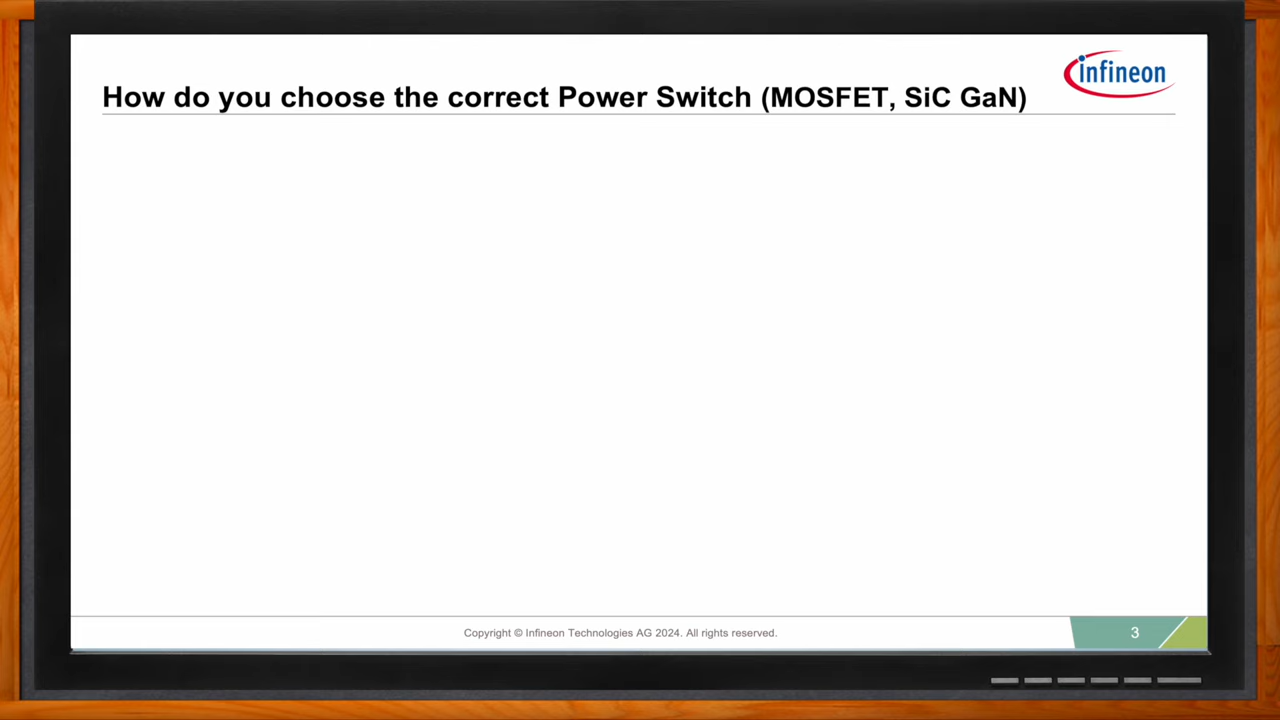 infineon
How do you choose the correct Power Switch (MOSFET, SiC GaN)
Copyright © Infineon Technologies AG 2024. All rights reserved.
3